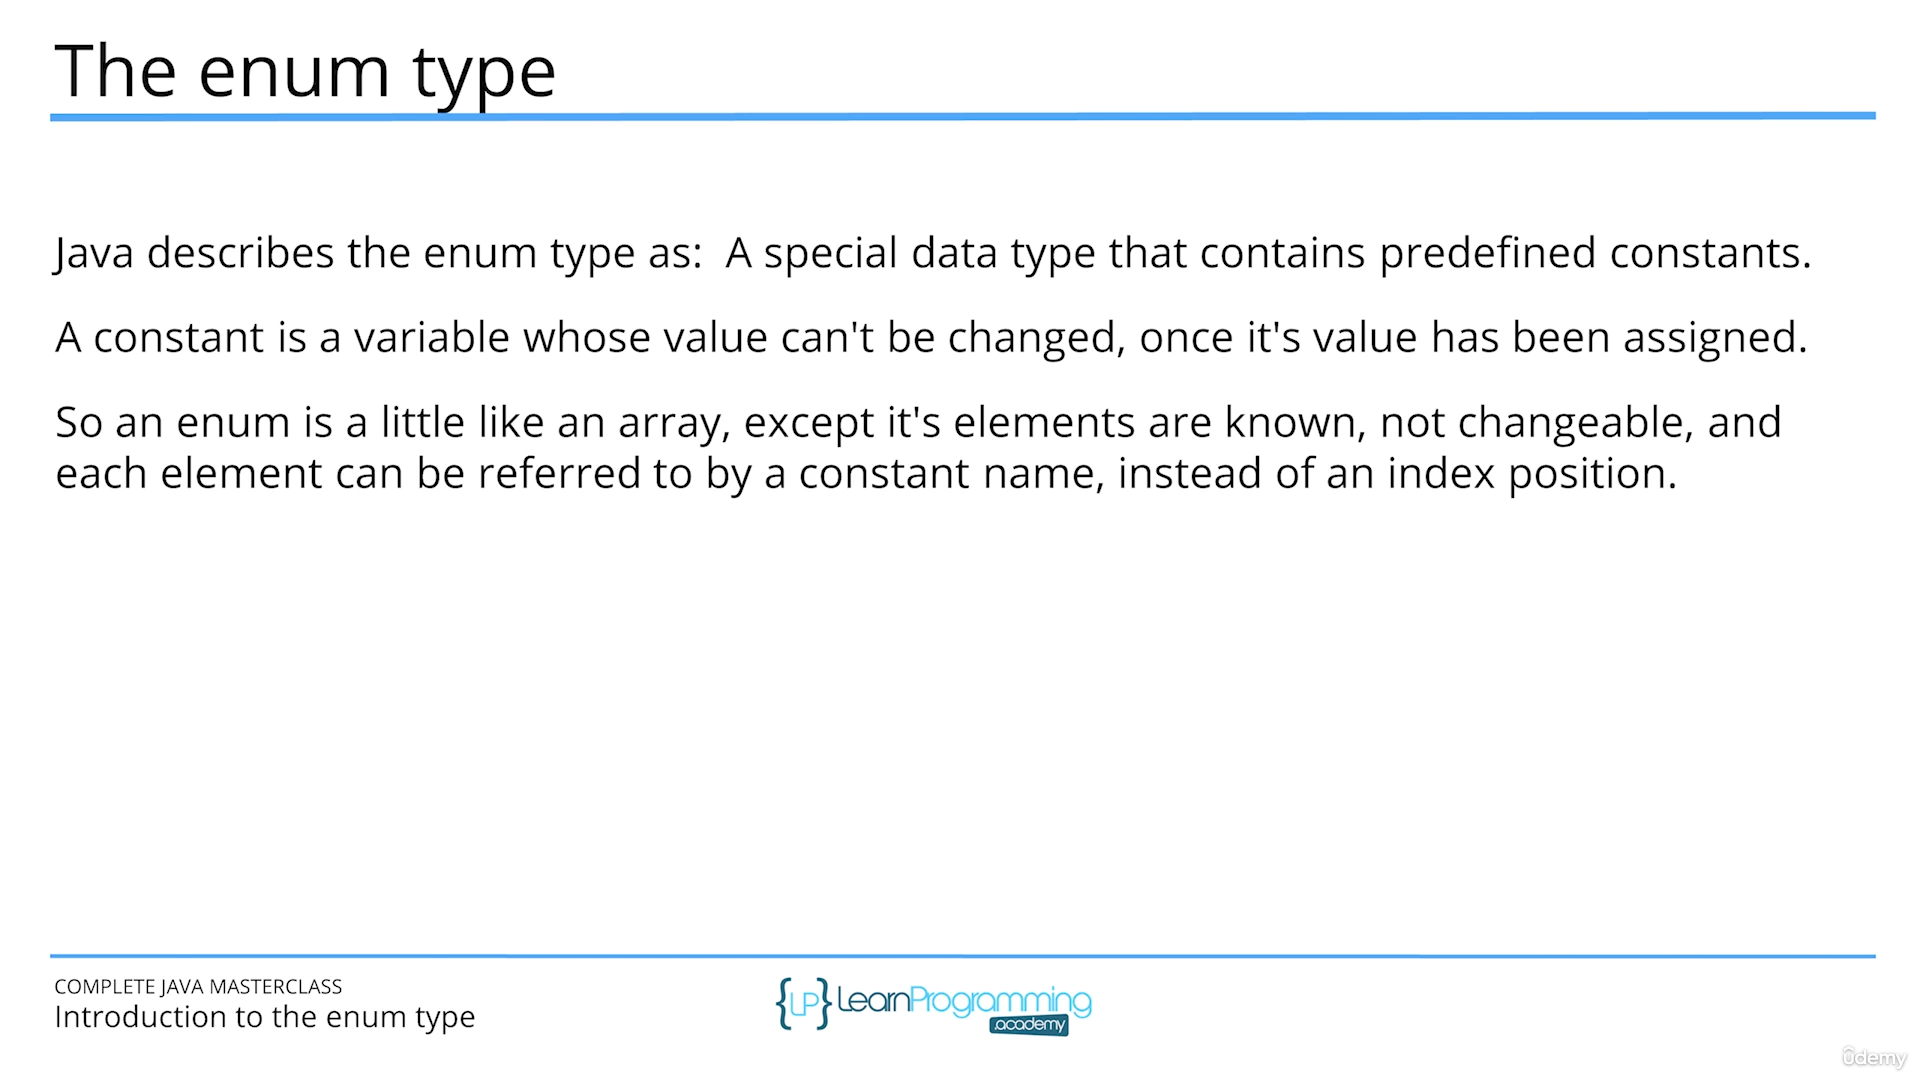 The enum type
Java describes the enum type as:  A special data type that contains predefined constants.
A constant is a variable whose value can't be changed, once it's value has been assigned.
So an enum is a little like an array, except it's elements are known, not changeable, and
each element can be referred to by a constant name, instead of an index position.
COMPLETE JAVA MASTERCLASS
Introduction to the enum type
{LP} LearnProgramming
.academy
ûdemy